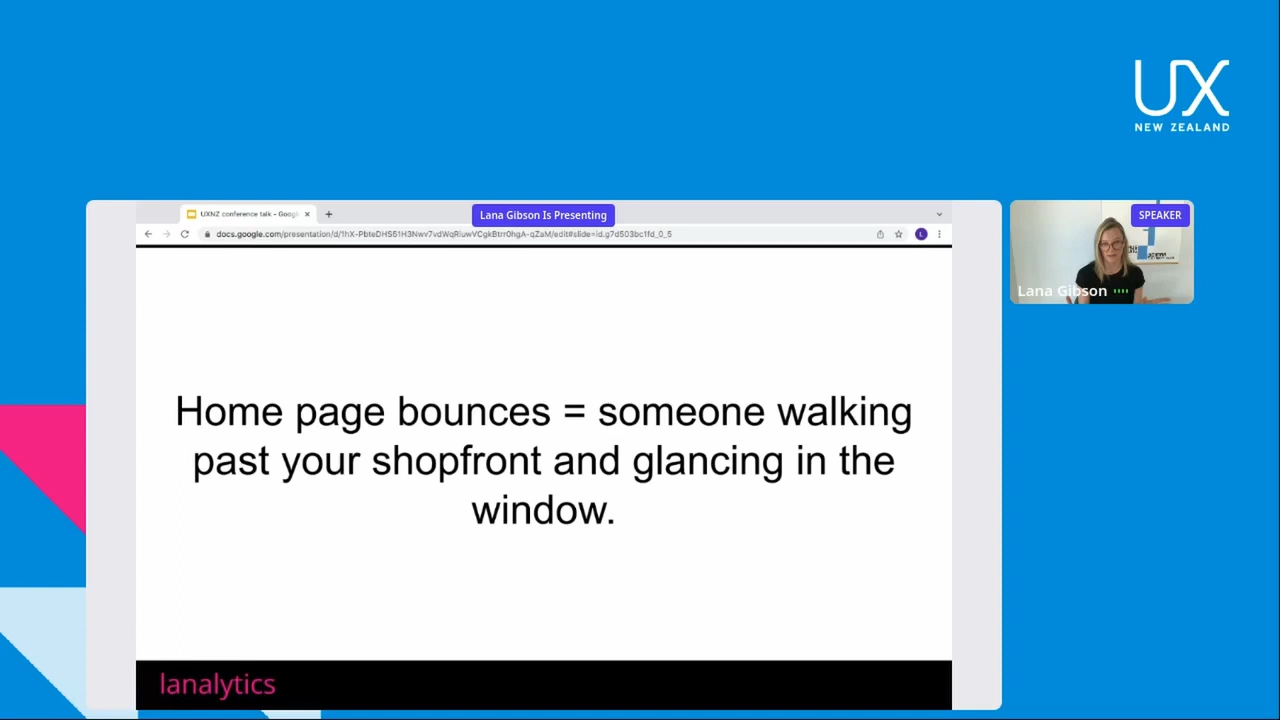 UX
NEW ZEALAND
UXNZ conference talk - Googl
Lana Gibson Is Presenting
SPEAKER
Lana Gibson
Home page bounces = someone walking
past your shopfront and glancing in the
window.
lanalytics